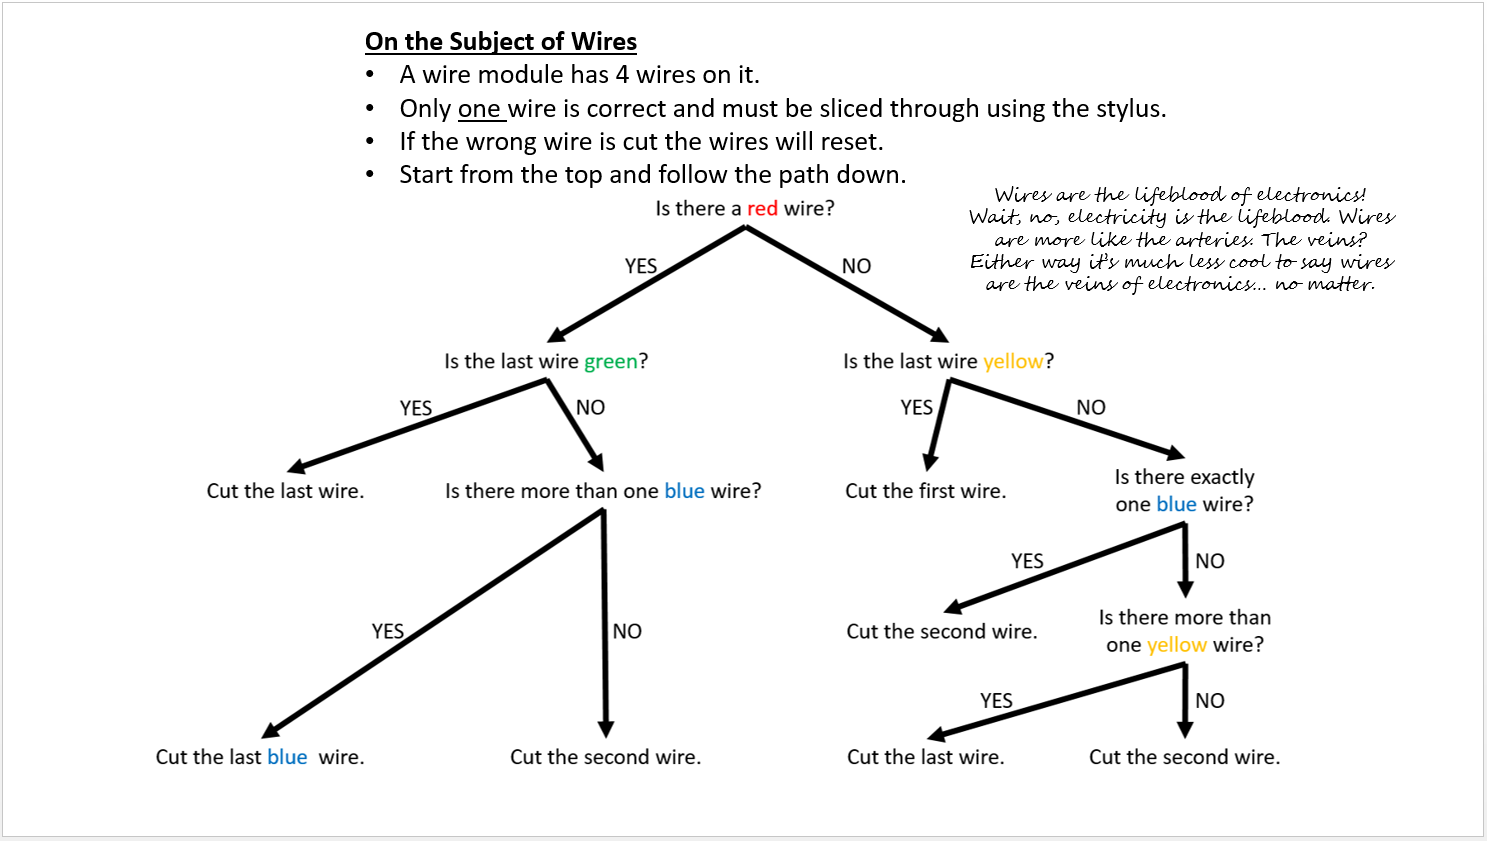 On the Subject of Wires
• A wire module has 4 wires on it.
• Only one wire is correct and must be sliced through using the stylus.
• If the wrong wire is cut the wires will reset.
• Start from the top and follow the path down.
Wires are the lifeblood of electronics!
Wait, no, electricity is the lifeblood. Wires
are more like the arteries. The veins?
Either way it's much less cool to say wires
are the veins of electronics... no matter.
Is there a red wire?
YES
NO
Is the last wire green?
Is the last wire yellow?
YES
NO
YES
NO
Cut the last wire.
Is there more than one blue wire?
Cut the first wire.
Is there exactly
one blue wire?
YES
NO
YES
NO
Cut the second wire.
Is there more than
one yellow wire?
YES
NO
Cut the last blue wire.
Cut the second wire.
Cut the last wire.
Cut the second wire.